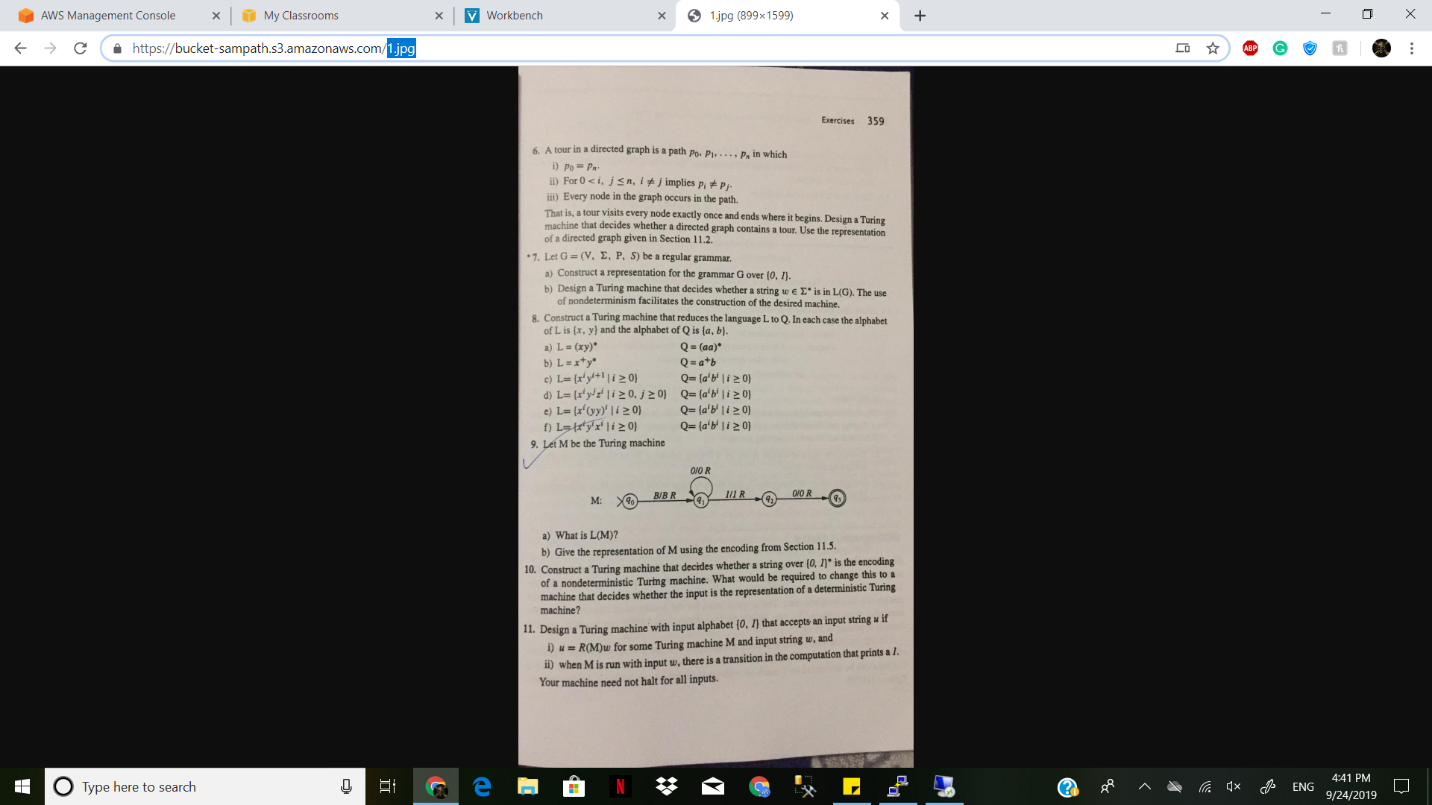 AWS Management Console
My Classrooms
Workbench
1.jpg (899×1599)
https://bucket-sampath.s3.amazonaws.com/1.jpg
ABP
Exercises 359
6. A tour in a directed graph is a path p₀, p₁, . . . , pₙ in which
i) p₀ = pₙ.
ii) For 0 < i, j ≤ n, i ≠ j implies pᵢ ≠ pⱼ.
iii) Every node in the graph occurs in the path.
That is, a tour visits every node exactly once and ends where it begins. Design a Turing
machine that decides whether a directed graph contains a tour. Use the representation
of a directed graph given in Section 11.2.
*7. Let G = (V, Σ, P, S) be a regular grammar.
a) Construct a representation for the grammar G over {0, 1}.
b) Design a Turing machine that decides whether a string w ∈ Σ* is in L(G). The use
of nondeterminism facilitates the construction of the desired machine.
8. Construct a Turing machine that reduces the language L to Q. In each case the alphabet
of L is {x, y} and the alphabet of Q is {a, b}.
a) L = (xy)* Q = (aa)*
b) L = x⁺y* Q = a⁺b
c) L= {xⁱyⁱ⁺¹ | i ≥ 0} Q= {aⁱbⁱ | i ≥ 0}
d) L= {xⁱyʲzⁱ | i ≥ 0, j ≥ 0} Q= {aⁱbⁱ | i ≥ 0}
e) L= {xⁱ(yy)ⁱ | i ≥ 0} Q= {aⁱbⁱ | i ≥ 0}
f) L= {xⁱyⁱxⁱ | i ≥ 0} Q= {aⁱbⁱ | i ≥ 0}
9. Let M be the Turing machine
0/0 R
M: q₀ B/B R q₁ 1/1 R q₂ 0/0 R q₃
a) What is L(M)?
b) Give the representation of M using the encoding from Section 11.5.
10. Construct a Turing machine that decides whether a string over {0, 1}* is the encoding
of a nondeterministic Turing machine. What would be required to change this to a
machine that decides whether the input is the representation of a deterministic Turing
machine?
11. Design a Turing machine with input alphabet {0, 1} that accepts an input string u if
i) u = R(M)w for some Turing machine M and input string w, and
ii) when M is run with input w, there is a transition in the computation that prints a 1.
Your machine need not halt for all inputs.
Type here to search
ENG
4:41 PM
9/24/2019